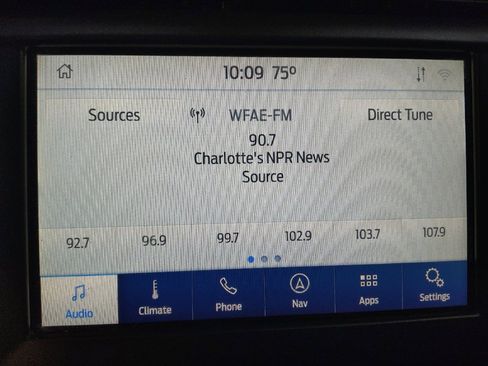 10:09 75°
Sources WFAE-FM Direct Tune
90.7
Charlotte's NPR News
Source
92.7 96.9 99.7 102.9 103.7 107.9
Audio Climate Phone Nav Apps Settings